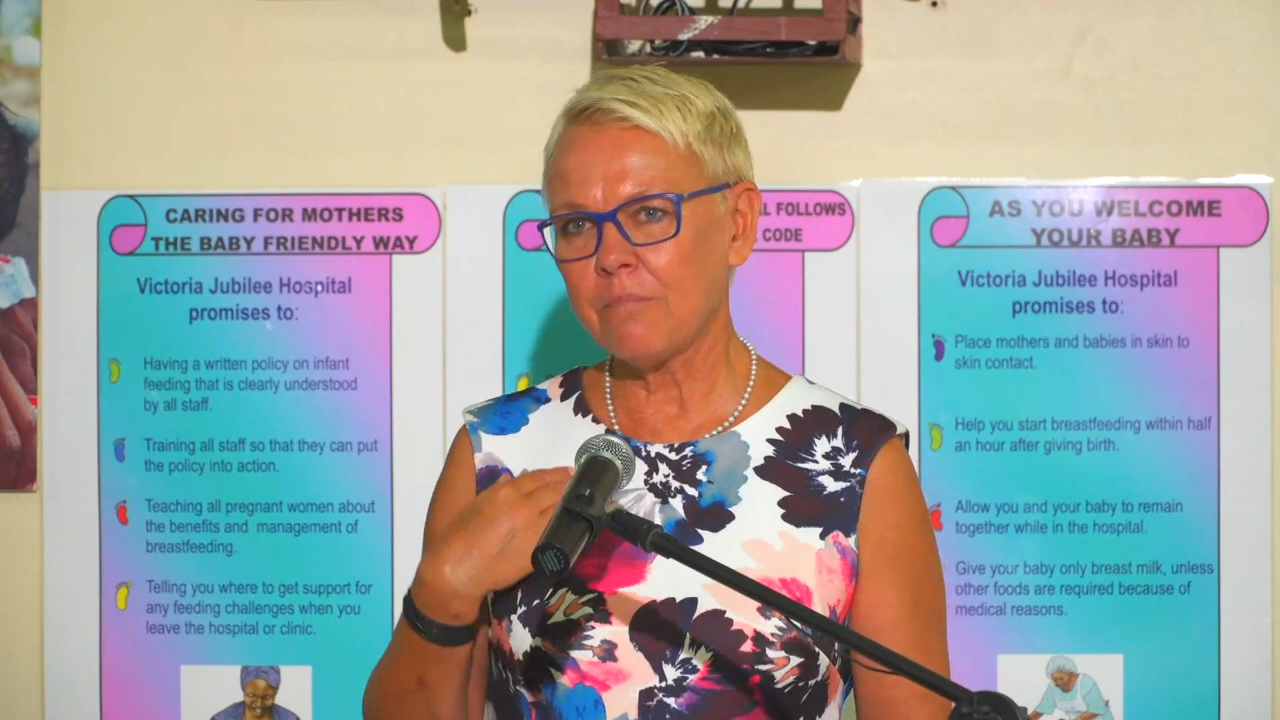 CARING FOR MOTHERS
THE BABY FRIENDLY WAY
Victoria Jubilee Hospital
promises to:
Having a written policy on infant
feeding that is clearly understood
by all staff.
Training all staff so that they can put
the policy into action.
Teaching all pregnant women about
the benefits and management of
breastfeeding.
Telling you where to get support for
any feeding challenges when you
leave the hospital or clinic.
FOLLOWS
CODE
AS YOU WELCOME
YOUR BABY
Victoria Jubilee Hospital
promises to:
Place mothers and babies in skin to
skin contact.
Help you start breastfeeding within half
an hour after giving birth.
Allow you and your baby to remain
together while in the hospital.
Give your baby only breast milk, unless
other foods are required because of
medical reasons.